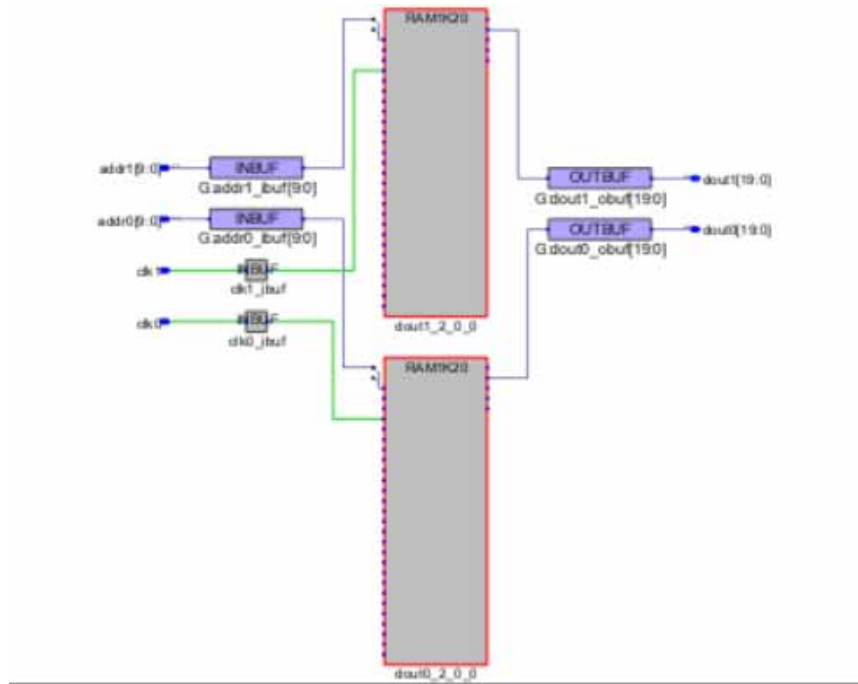 RAM1K20
addr1[9:0]
INBUF
G.addr1_ibuf[9:0]
OUTBUF
dout1[19:0]
G.dout1_obuf[19:0]
addr0[9:0]
INBUF
G.addr0_ibuf[9:0]
OUTBUF
dout0[19:0]
G.dout0_obuf[19:0]
clk1
INBUF
clk1_ibuf
clk0
INBUF
clk0_ibuf
dout1_2_0_0
RAM1K20
dout0_2_0_0